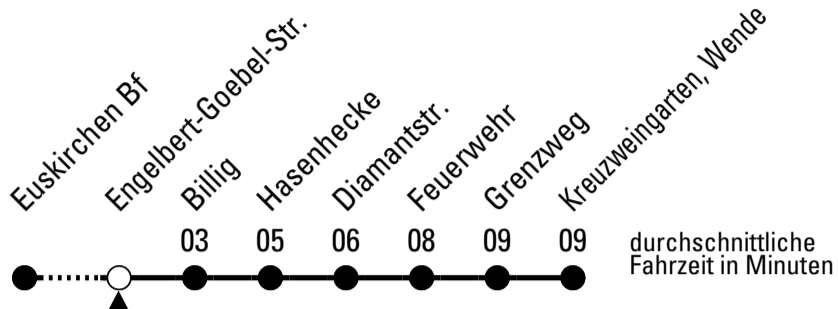 Euskirchen Bf
Engelbert-Goebel-Str.
Billig
Hasenhecke
Diamantstr.
Feuerwehr
Grenzweg
Kreuzweingarten, Wende
03 05 06 08 09 09
durchschnittliche
Fahrzeit in Minuten